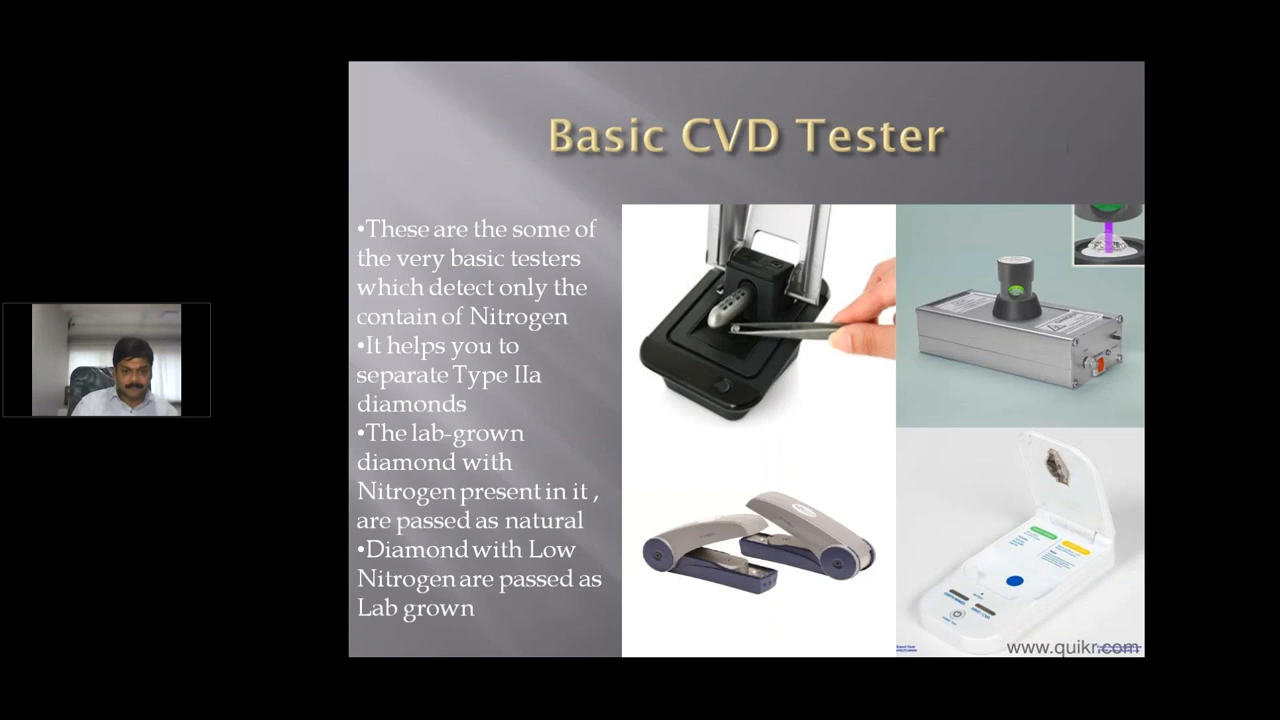 Basic CVD Tester
•These are the some of
the very basic testers
which detect only the
contain of Nitrogen
•It helps you to
separate Type IIa
diamonds
•The lab-grown
diamond with
Nitrogen present in it ,
are passed as natural
•Diamond with Low
Nitrogen are passed as
Lab grown
www.quikr.com